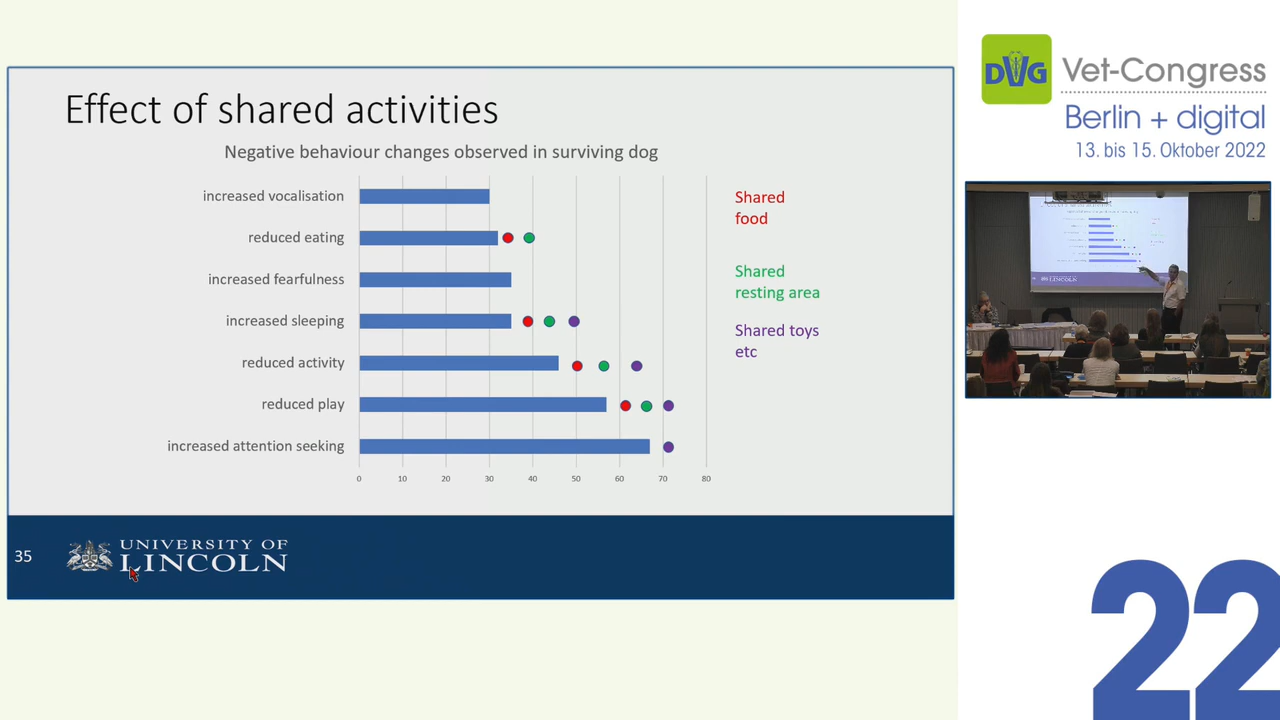 Effect of shared activities
Negative behaviour changes observed in surviving dog
increased vocalisation
reduced eating
increased fearfulness
increased sleeping
reduced activity
reduced play
increased attention seeking
0 10 20 30 40 50 60 70 80
Shared
food
Shared
resting area
Shared toys
etc
35
UNIVERSITY OF
LINCOLN
DVG
Vet-Congress
Berlin + digital
13. bis 15. Oktober 2022
22